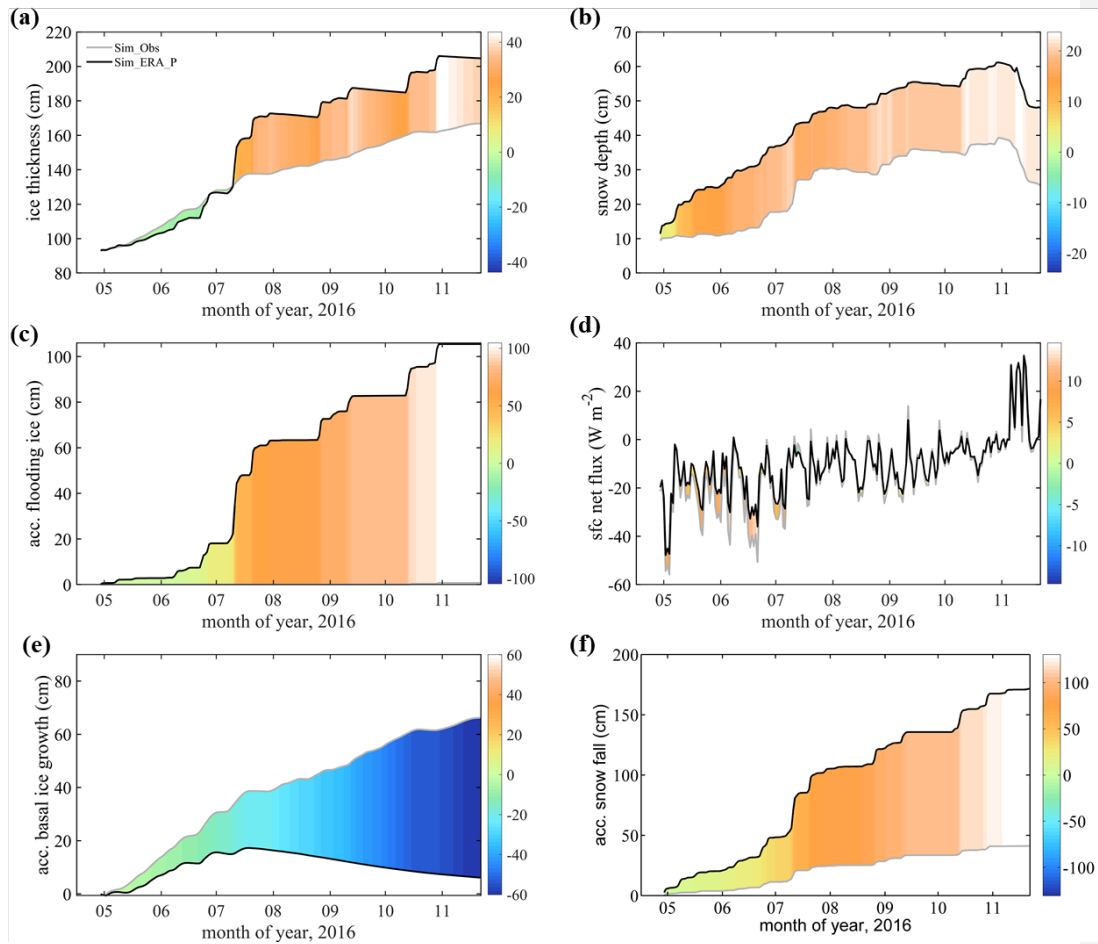 (a)
220
200
180
160
140
120
100
80
ice thickness (cm)
Sim_Obs
Sim_ERA_P
05 06 07 08 09 10 11
month of year, 2016
40
20
0
-20
-40
(b)
70
60
50
40
30
20
10
0
snow depth (cm)
05 06 07 08 09 10 11
month of year, 2016
20
10
0
-10
-20
(c)
100
80
60
40
20
0
acc. flooding ice (cm)
05 06 07 08 09 10 11
month of year, 2016
100
50
0
-50
-100
(d)
40
20
0
-20
-40
-60
sfc net flux (W m-2)
05 06 07 08 09 10 11
month of year, 2016
10
5
0
-5
-10
(e)
80
60
40
20
0
acc. basal ice growth (cm)
05 06 07 08 09 10 11
month of year, 2016
60
40
20
0
-20
-40
-60
(f)
200
150
100
50
0
acc. snow fall (cm)
05 06 07 08 09 10 11
month of year, 2016
100
50
0
-50
-100